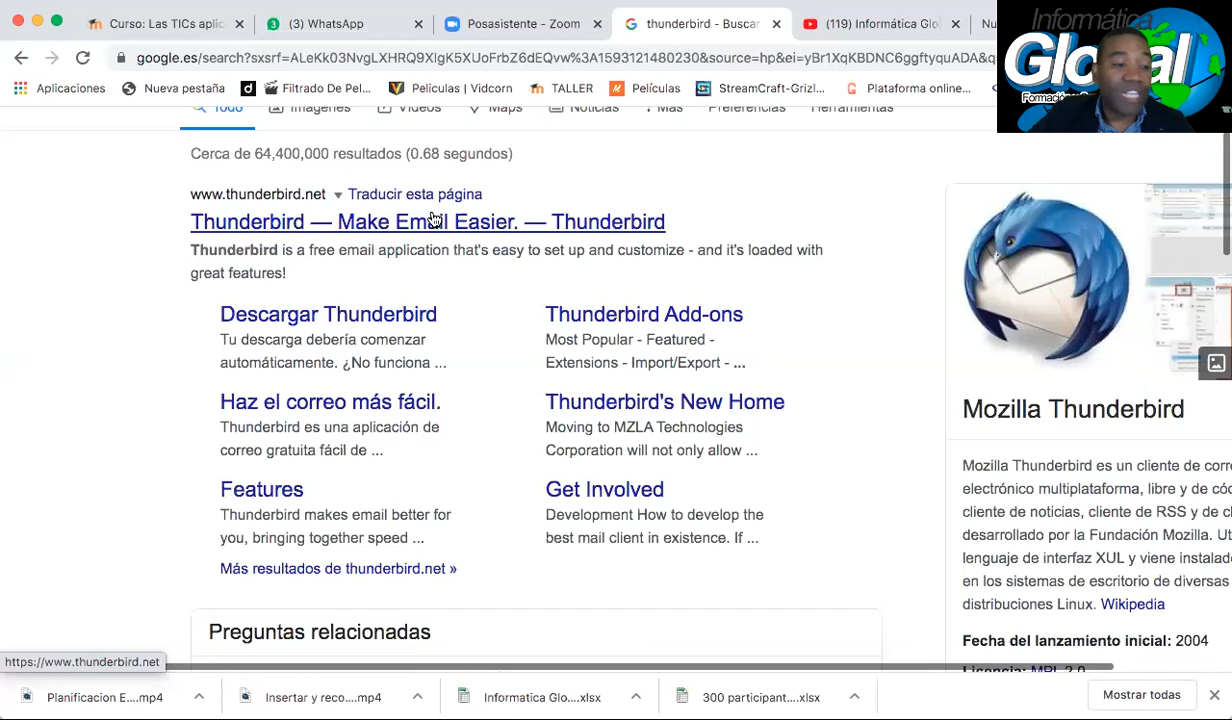 Curso: Las TICs aplic
(3) WhatsApp
Posasistente - Zoom
thunderbird - Buscar
(119) Informática Glo
Nu
google.es/search?sxsrf=ALeKk03NvgLXHRQ9XIgK5XUoFrbZ6dEQvw%3A1593121480230&source=hp&ei=yBr1XqKBDNC6ggftyquADA&q
Informática
Global
Aplicaciones
Nueva pestaña
Filtrado De Pel...
Peliculas | Vidcorn
TALLER
Películas
StreamCraft-Grizl...
Plataforma online...
Todo
Imágenes
Vídeos
Maps
Noticias
Más
Preferencias
Herramientas
Cerca de 64,400,000 resultados (0.68 segundos)
www.thunderbird.net
Traducir esta página
Thunderbird — Make Email Easier. — Thunderbird
Thunderbird is a free email application that's easy to set up and customize - and it's loaded with
great features!
Descargar Thunderbird
Tu descarga debería comenzar
automáticamente. ¿No funciona ...
Thunderbird Add-ons
Most Popular - Featured -
Extensions - Import/Export - ...
Haz el correo más fácil.
Thunderbird es una aplicación de
correo gratuita fácil de ...
Thunderbird's New Home
Moving to MZLA Technologies
Corporation will not only allow ...
Features
Thunderbird makes email better for
you, bringing together speed ...
Get Involved
Development How to develop the
best mail client in existence. If ...
Más resultados de thunderbird.net »
Preguntas relacionadas
Mozilla Thunderbird
Mozilla Thunderbird es un cliente de corre
electrónico multiplataforma, libre y de cód
cliente de noticias, cliente de RSS y de ch
desarrollado por la Fundación Mozilla. Ut
lenguaje de interfaz XUL y viene instalado
en los sistemas de escritorio de diversas
distribuciones Linux. Wikipedia
Fecha del lanzamiento inicial: 2004
Licencia: MPL 2.0
https://www.thunderbird.net
Planificacion E....mp4
Insertar y reco....mp4
Informatica Glo....xlsx
300 participant....xlsx
Mostrar todas